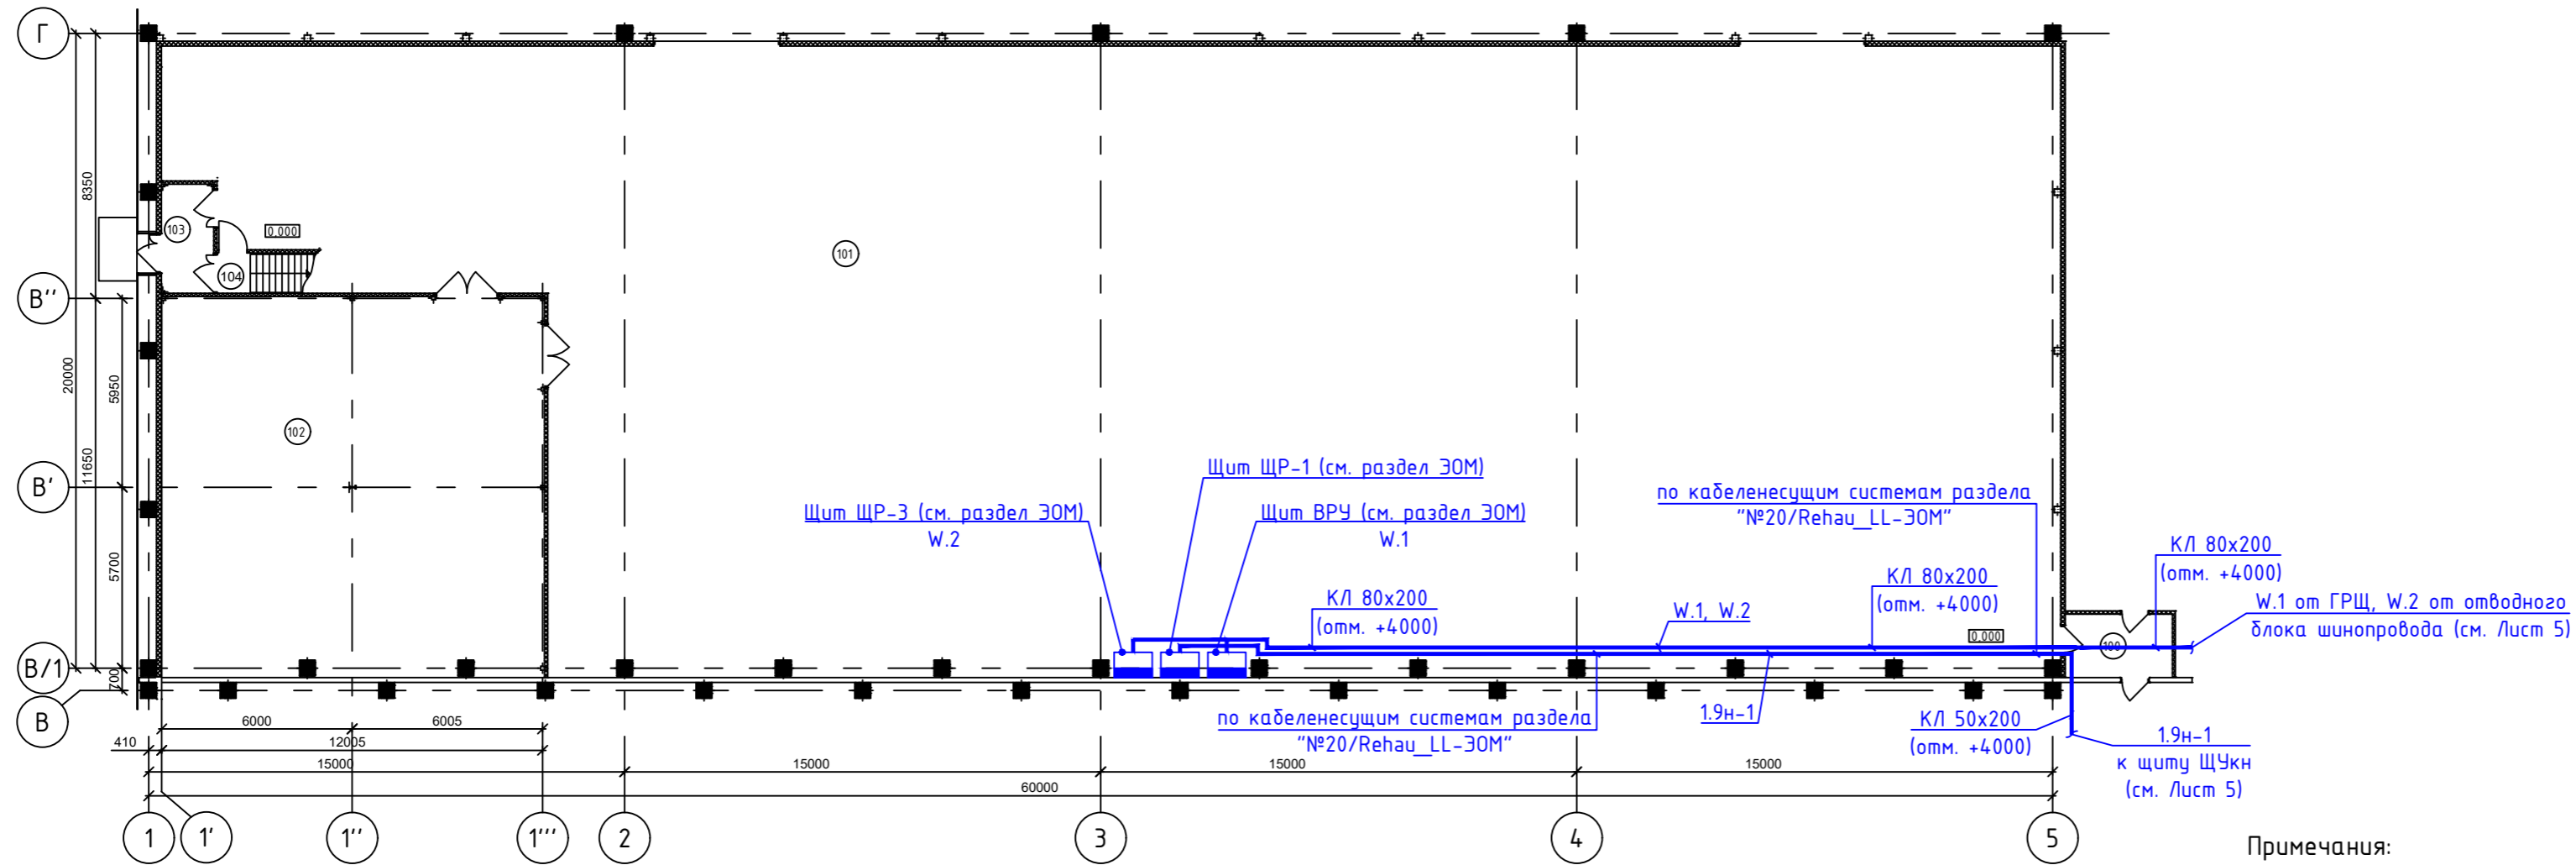 Г
В''
В'
В/1
В
20000
8350
11650
5950
5700
700
103
0.000
104
101
102
Щит ЩР-1 (см. раздел ЭОМ)
Щит ЩР-3 (см. раздел ЭОМ)
W.2
Щит ВРУ (см. раздел ЭОМ)
W.1
по кабеленесущим системам раздела
"№20/Rehau_LL-ЭОМ"
КЛ 80х200
(отм. +4000)
КЛ 80х200
(отм. +4000)
КЛ 80х200
(отм. +4000)
W.1, W.2
0.000
W.1 от ГРЩ, W.2 от отводного
блока шинопровода (см. Лист 5)
по кабеленесущим системам раздела
"№20/Rehau_LL-ЭОМ"
1.9н-1
КЛ 50х200
(отм. +4000)
1.9н-1
к щиту ЩУкн
(см. Лист 5)
6000
6005
410
12005
15000
15000
15000
15000
60000
1
1'
1''
1'''
2
3
4
5
Примечания: